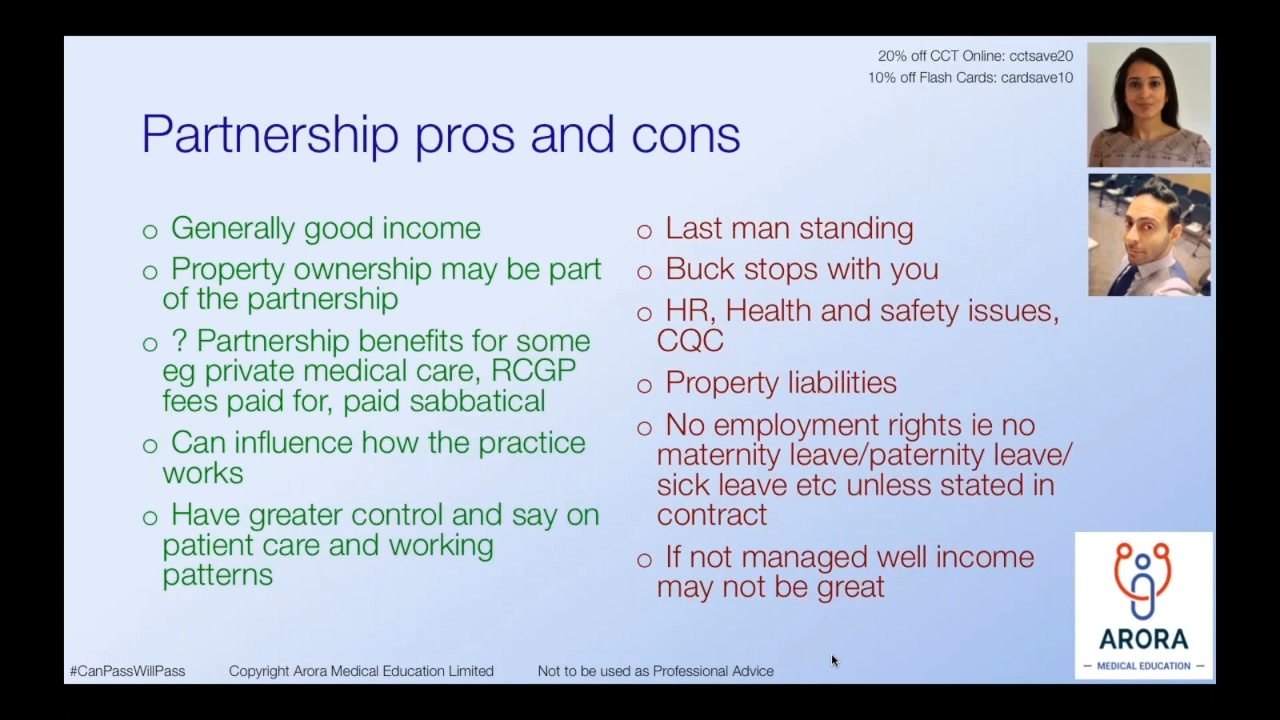 20% off CCT Online: cctsave20
10% off Flash Cards: cardsave10
Partnership pros and cons
o Generally good income
o Property ownership may be part
of the partnership
o ? Partnership benefits for some
eg private medical care, RCGP
fees paid for, paid sabbatical
o Can influence how the practice
works
o Have greater control and say on
patient care and working
patterns
o Last man standing
o Buck stops with you
o HR, Health and safety issues,
CQC
o Property liabilities
o No employment rights ie no
maternity leave/paternity leave/
sick leave etc unless stated in
contract
o If not managed well income
may not be great
ARORA
– MEDICAL EDUCATION –
#CanPassWillPass
Copyright Arora Medical Education Limited
Not to be used as Professional Advice